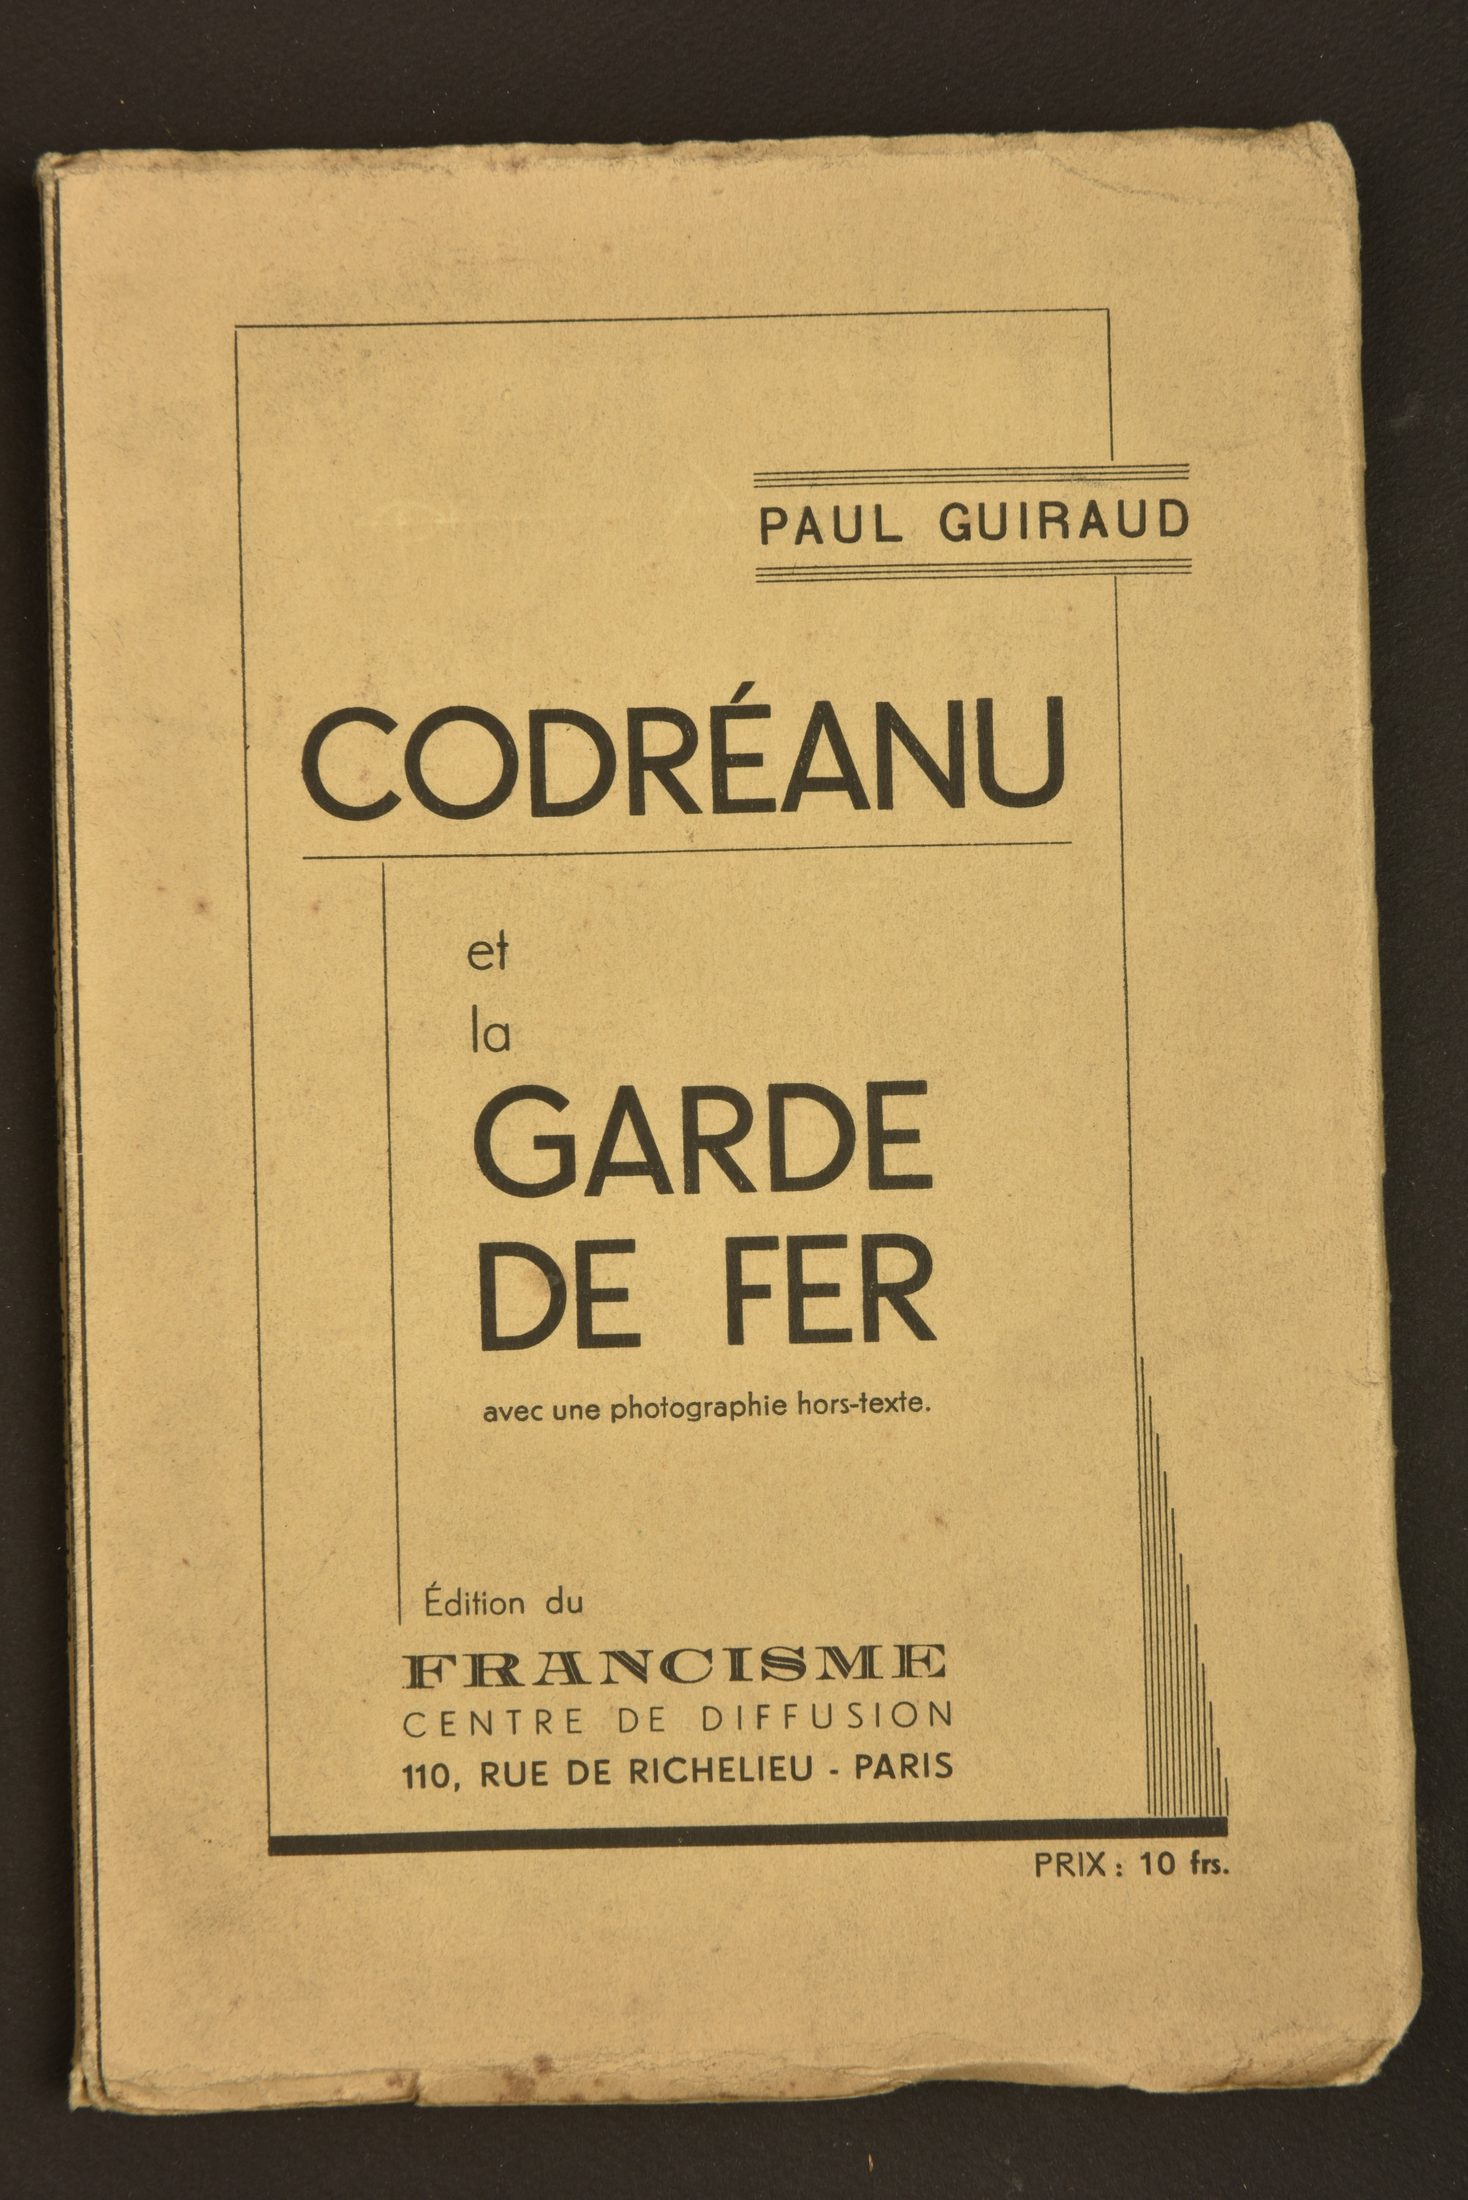 PAUL GUIRAUD
CODRÉANU
et
la
GARDE
DE FER
avec une photographie hors-texte.
Édition du
FRANCISME
CENTRE DE DIFFUSION
110, RUE DE RICHELIEU - PARIS
PRIX : 10 frs.